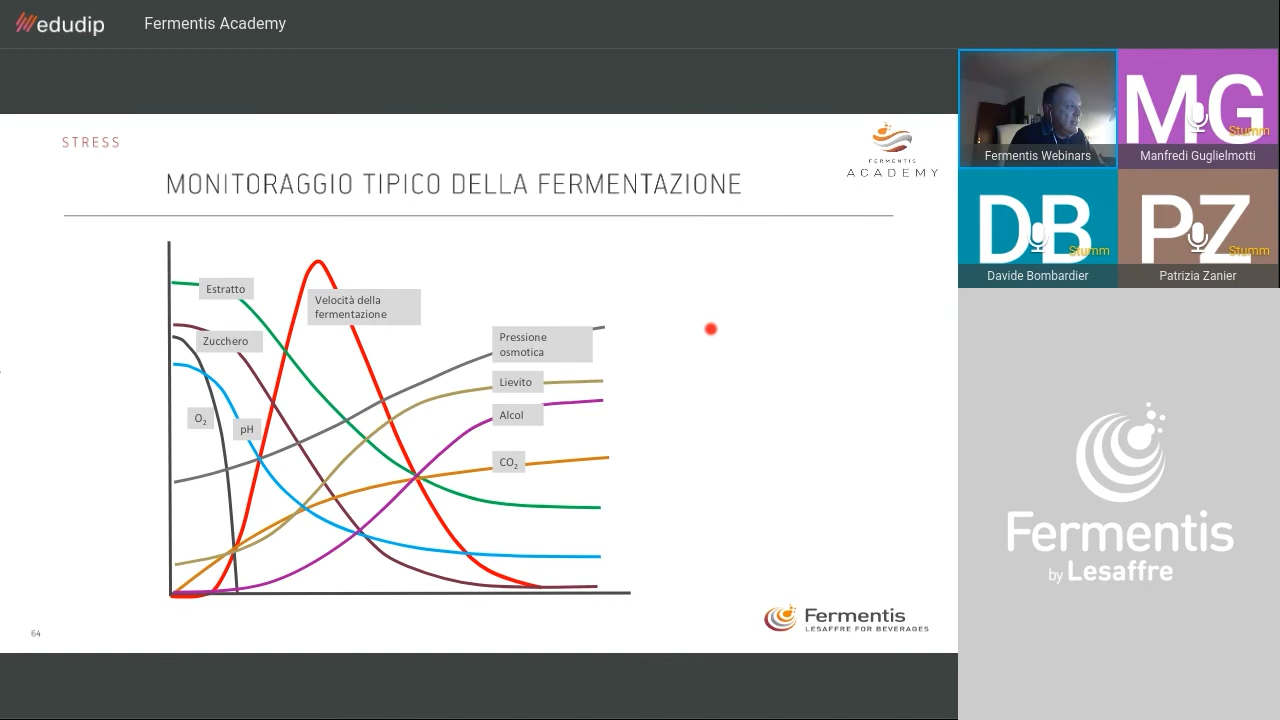 edudip
Fermentis Academy
STRESS
FERMENTIS
ACADEMY
MONITORAGGIO TIPICO DELLA FERMENTAZIONE
Estratto
Velocità della
fermentazione
Zucchero
Pressione
osmotica
Lievito
Alcol
O₂
pH
CO₂
64
Fermentis
LESAFFRE FOR BEVERAGES
Fermentis Webinars
MG
Stumm
Manfredi Guglielmotti
DB
Stumm
Davide Bombardier
PZ
Stumm
Patrizia Zanier
Fermentis
by Lesaffre